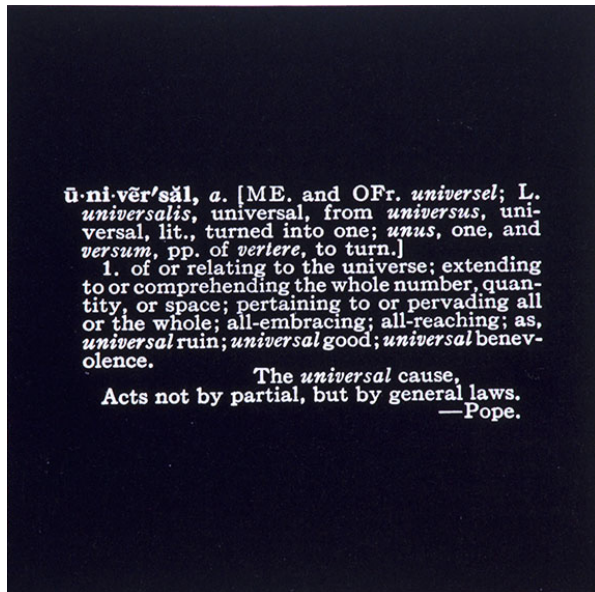 ū·ni·vẽr′săl, a. [ME. and OFr. universel; L.
universalis, universal, from universus, uni-
versal, lit., turned into one; unus, one, and
versum, pp. of vertere, to turn.]
1. of or relating to the universe; extending
to or comprehending the whole number, quan-
tity, or space; pertaining to or pervading all
or the whole; all-embracing; all-reaching; as,
universal ruin; universal good; universal benev-
olence.
The universal cause,
Acts not by partial, but by general laws.
—Pope.